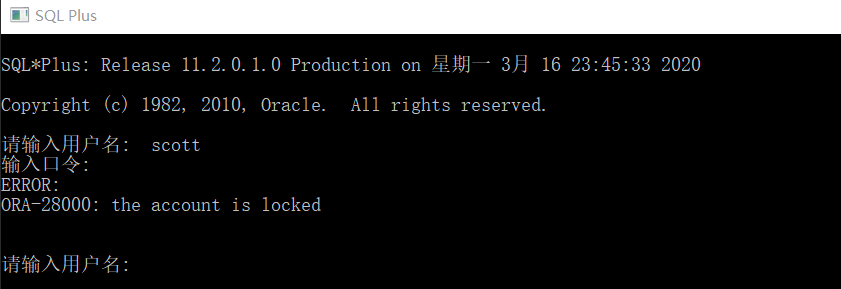 SQL Plus
SQL*Plus: Release 11.2.0.1.0 Production on 星期一 3月 16 23:45:33 2020
Copyright (c) 1982, 2010, Oracle.  All rights reserved.
请输入用户名:  scott
输入口令:
ERROR:
ORA-28000: the account is locked
请输入用户名: